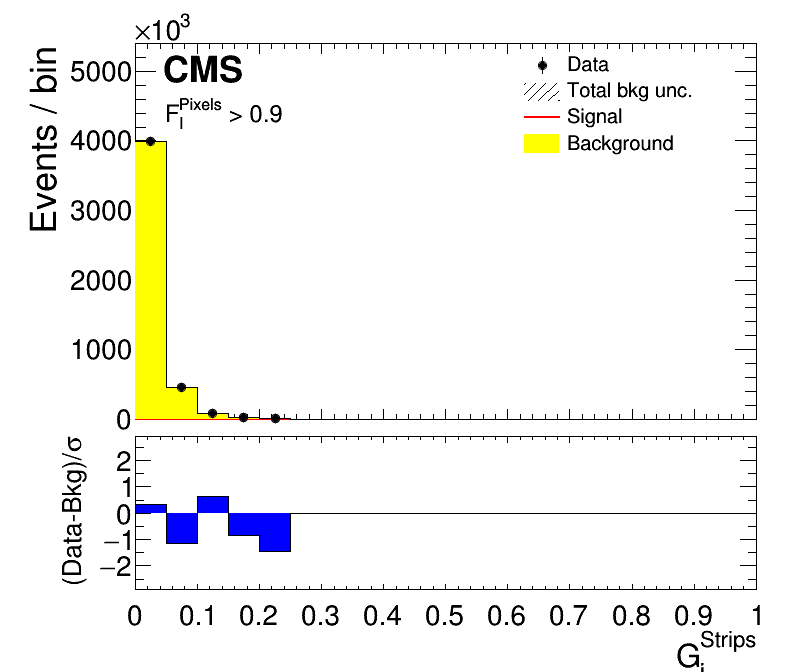 ×10³
Events / bin
5000
4000
3000
2000
1000
0
CMS
F_I^Pixels > 0.9
Data
Total bkg unc.
Signal
Background
(Data-Bkg)/σ
2
1
0
−1
−2
0 0.1 0.2 0.3 0.4 0.5 0.6 0.7 0.8 0.9 1
G_i^Strips